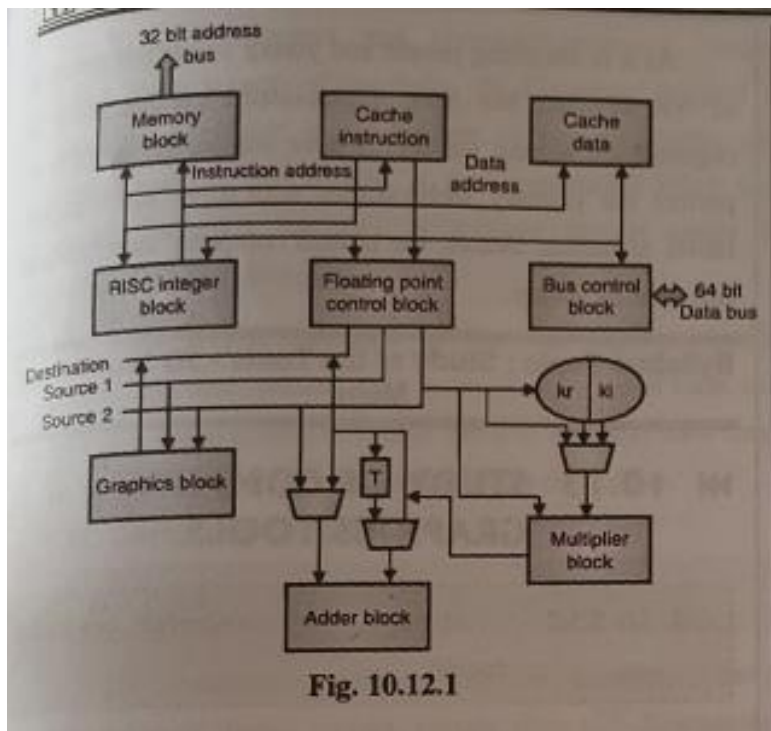 32 bit address
bus
Memory
block
Cache
instruction
Cache
data
Instruction address
Data
address
RISC integer
block
Floating point
control block
Bus control
block
64 bit
Data bus
Destination
Source 1
Source 2
kr
ki
Graphics block
T
Multiplier
block
Adder block
Fig. 10.12.1